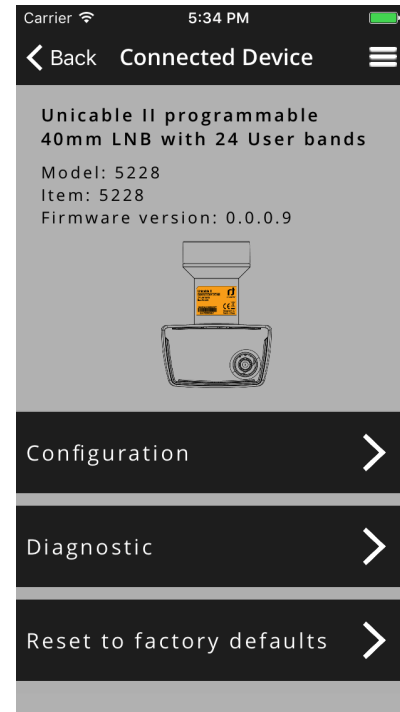 Carrier 5:34 PM
Back Connected Device
Unicable II programmable
40mm LNB with 24 User bands
Model: 5228
Item: 5228
Firmware version: 0.0.0.9
Configuration
Diagnostic
Reset to factory defaults